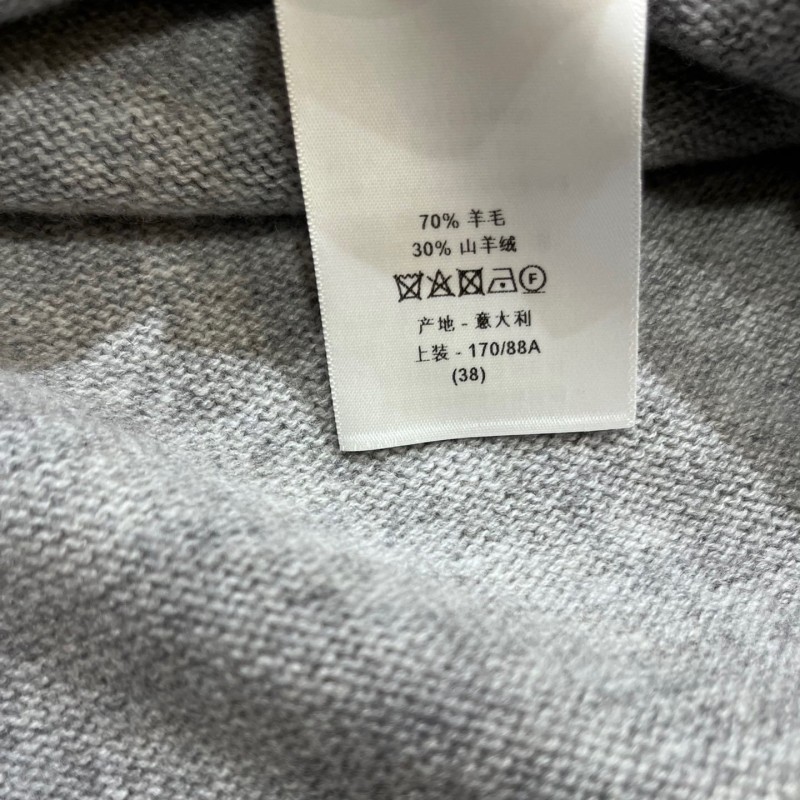 70% 羊毛
30% 山羊绒
F
产地 - 意大利
上装 - 170/88A
(38)